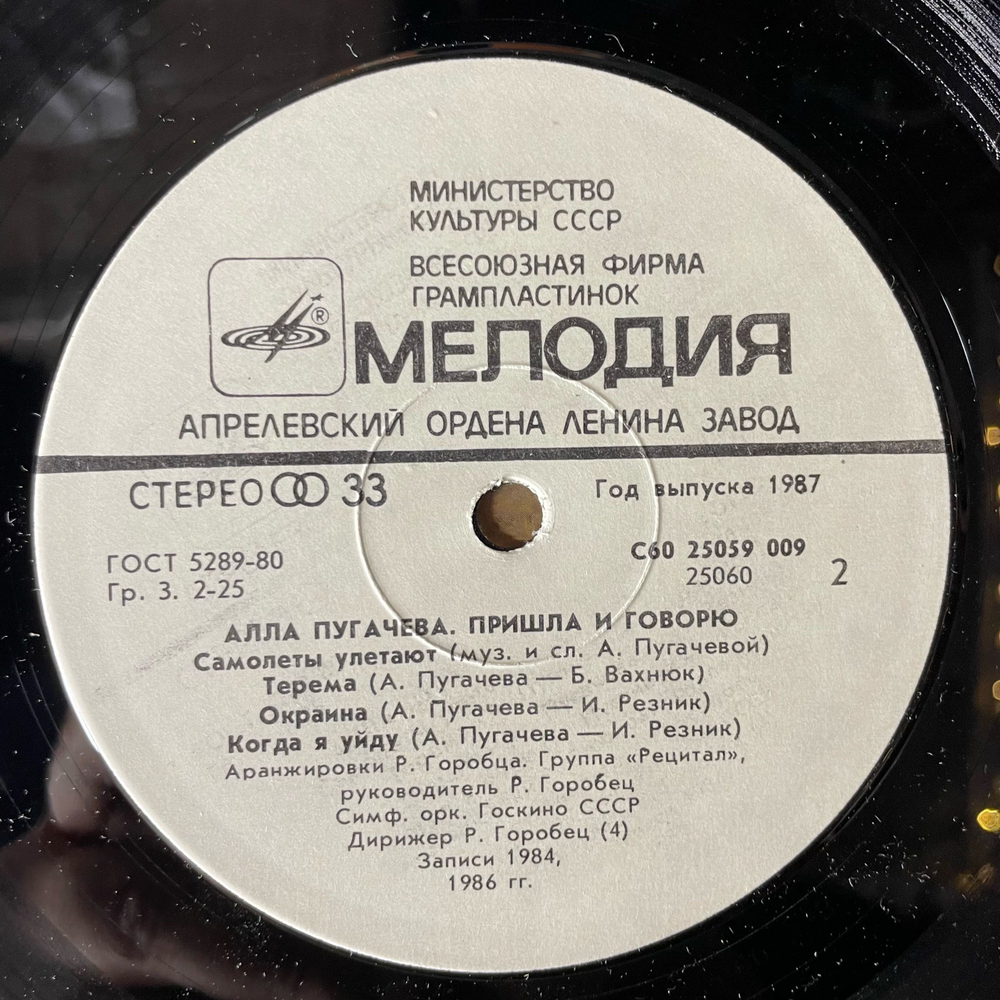 МИНИСТЕРСТВО
КУЛЬТУРЫ СССР
ВСЕСОЮЗНАЯ ФИРМА
ГРАМПЛАСТИНОК
®
МЕЛОДИЯ
АПРЕЛЕВСКИЙ ОРДЕНА ЛЕНИНА ЗАВОД
СТЕРЕО 33
Год выпуска 1987
ГОСТ 5289-80
Гр. 3. 2-25
С60 25059 009
25060
2
АЛЛА ПУГАЧЕВА. ПРИШЛА И ГОВОРЮ
Самолеты улетают (муз. и сл. А. Пугачевой)
Терема (А. Пугачева — Б. Вахнюк)
Окраина (А. Пугачева — И. Резник)
Когда я уйду (А. Пугачева — И. Резник)
Аранжировки Р. Горобца. Группа «Рецитал»,
руководитель Р. Горобец
Симф. орк. Госкино СССР
Дирижер Р. Горобец (4)
Записи 1984,
1986 гг.